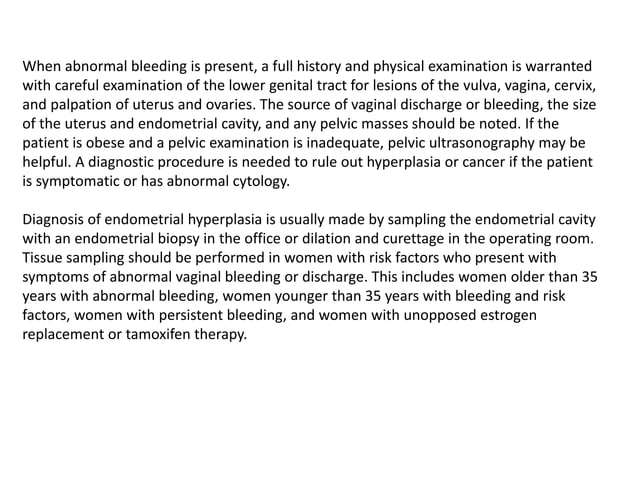 When abnormal bleeding is present, a full history and physical examination is warranted
with careful examination of the lower genital tract for lesions of the vulva, vagina, cervix,
and palpation of uterus and ovaries. The source of vaginal discharge or bleeding, the size
of the uterus and endometrial cavity, and any pelvic masses should be noted. If the
patient is obese and a pelvic examination is inadequate, pelvic ultrasonography may be
helpful. A diagnostic procedure is needed to rule out hyperplasia or cancer if the patient
is symptomatic or has abnormal cytology.
Diagnosis of endometrial hyperplasia is usually made by sampling the endometrial cavity
with an endometrial biopsy in the office or dilation and curettage in the operating room.
Tissue sampling should be performed in women with risk factors who present with
symptoms of abnormal vaginal bleeding or discharge. This includes women older than 35
years with abnormal bleeding, women younger than 35 years with bleeding and risk
factors, women with persistent bleeding, and women with unopposed estrogen
replacement or tamoxifen therapy.